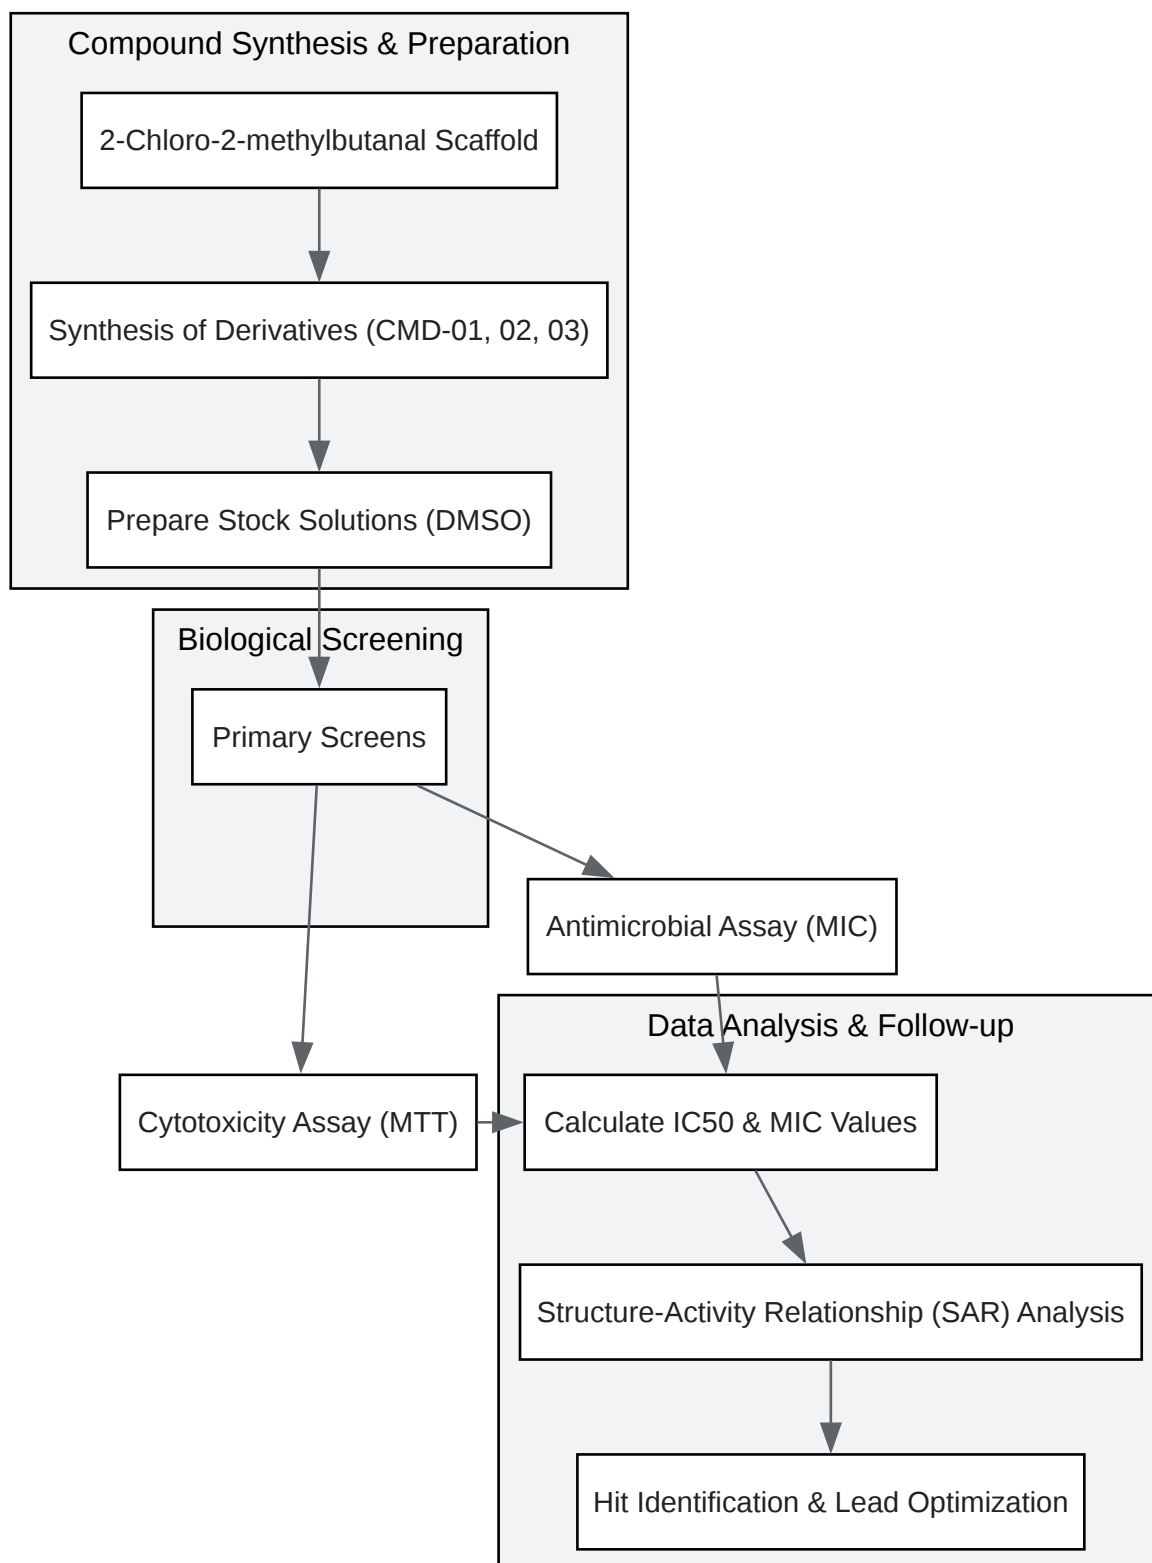 Compound Synthesis & Preparation
2-Chloro-2-methylbutanal Scaffold
Synthesis of Derivatives (CMD-01, 02, 03)
Prepare Stock Solutions (DMSO)
Biological Screening
Primary Screens
Antimicrobial Assay (MIC)
Data Analysis & Follow-up
Cytotoxicity Assay (MTT)
Calculate IC50 & MIC Values
Structure-Activity Relationship (SAR) Analysis
Hit Identification & Lead Optimization